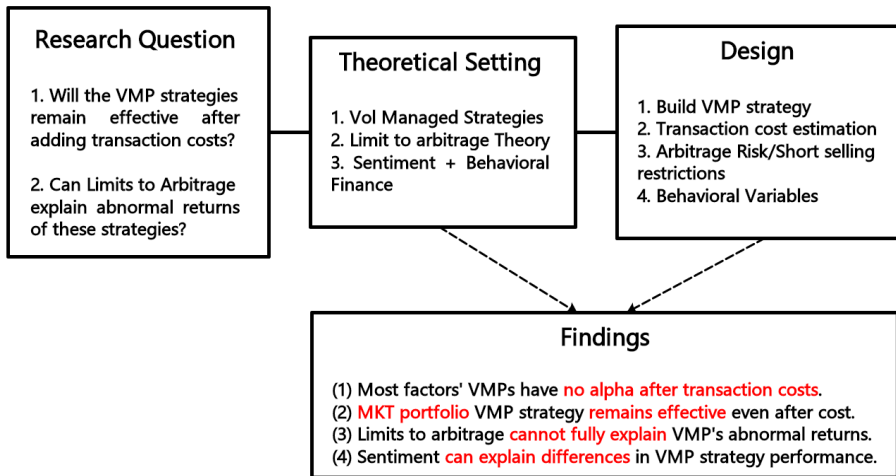 Research Question
1. Will the VMP strategies
remain effective after
adding transaction costs?
2. Can Limits to Arbitrage
explain abnormal returns
of these strategies?
Theoretical Setting
1. Vol Managed Strategies
2. Limit to arbitrage Theory
3. Sentiment + Behavioral
Finance
Design
1. Build VMP strategy
2. Transaction cost estimation
3. Arbitrage Risk/Short selling
restrictions
4. Behavioral Variables
Findings
(1) Most factors' VMPs have no alpha after transaction costs.
(2) MKT portfolio VMP strategy remains effective even after cost.
(3) Limits to arbitrage cannot fully explain VMP's abnormal returns.
(4) Sentiment can explain differences in VMP strategy performance.